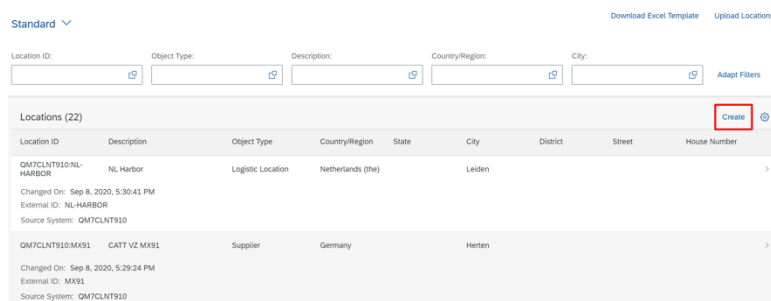 Download Excel Template Upload Locations
Standard
Location ID: Object Type: Description: Country/Region: City:
Adapt Filters
Locations (22) Create
Location ID Description Object Type Country/Region State City District Street House Number
QM7CLNT910:NL-HARBOR NL Harbor Logistic Location Netherlands (the) Leiden
Changed On: Sep 8, 2020, 5:30:41 PM
External ID: NL-HARBOR
Source System: QM7CLNT910
QM7CLNT910:MX91 CATT VZ MX91 Supplier Germany Herten
Changed On: Sep 8, 2020, 5:29:24 PM
External ID: MX91
Source System: QM7CLNT910